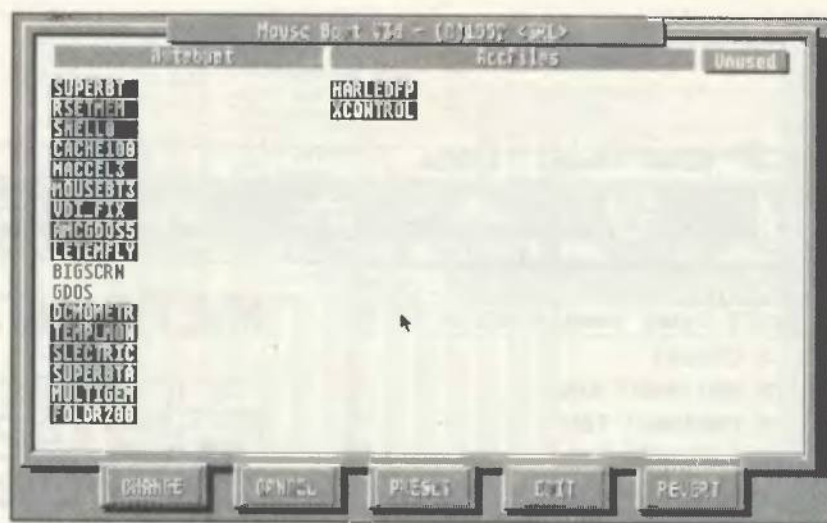 Mouse Boot
Autoboot Accfiles Unused
SUPERBT HARLEDFP
RSETMEM XCONTROL
SHELL0
CACHE100
MACCEL3
MOUSEBT3
VDI_FIX
AMCGDOS5
LETEMFLY
BIGSCRN
GDOS
DCMOMETR
TEMPLMON
SLECTRIC
SUPERBTA
MULTIGEM
FOLDR200
CHANGE CANCEL PRESET EXIT REVERT